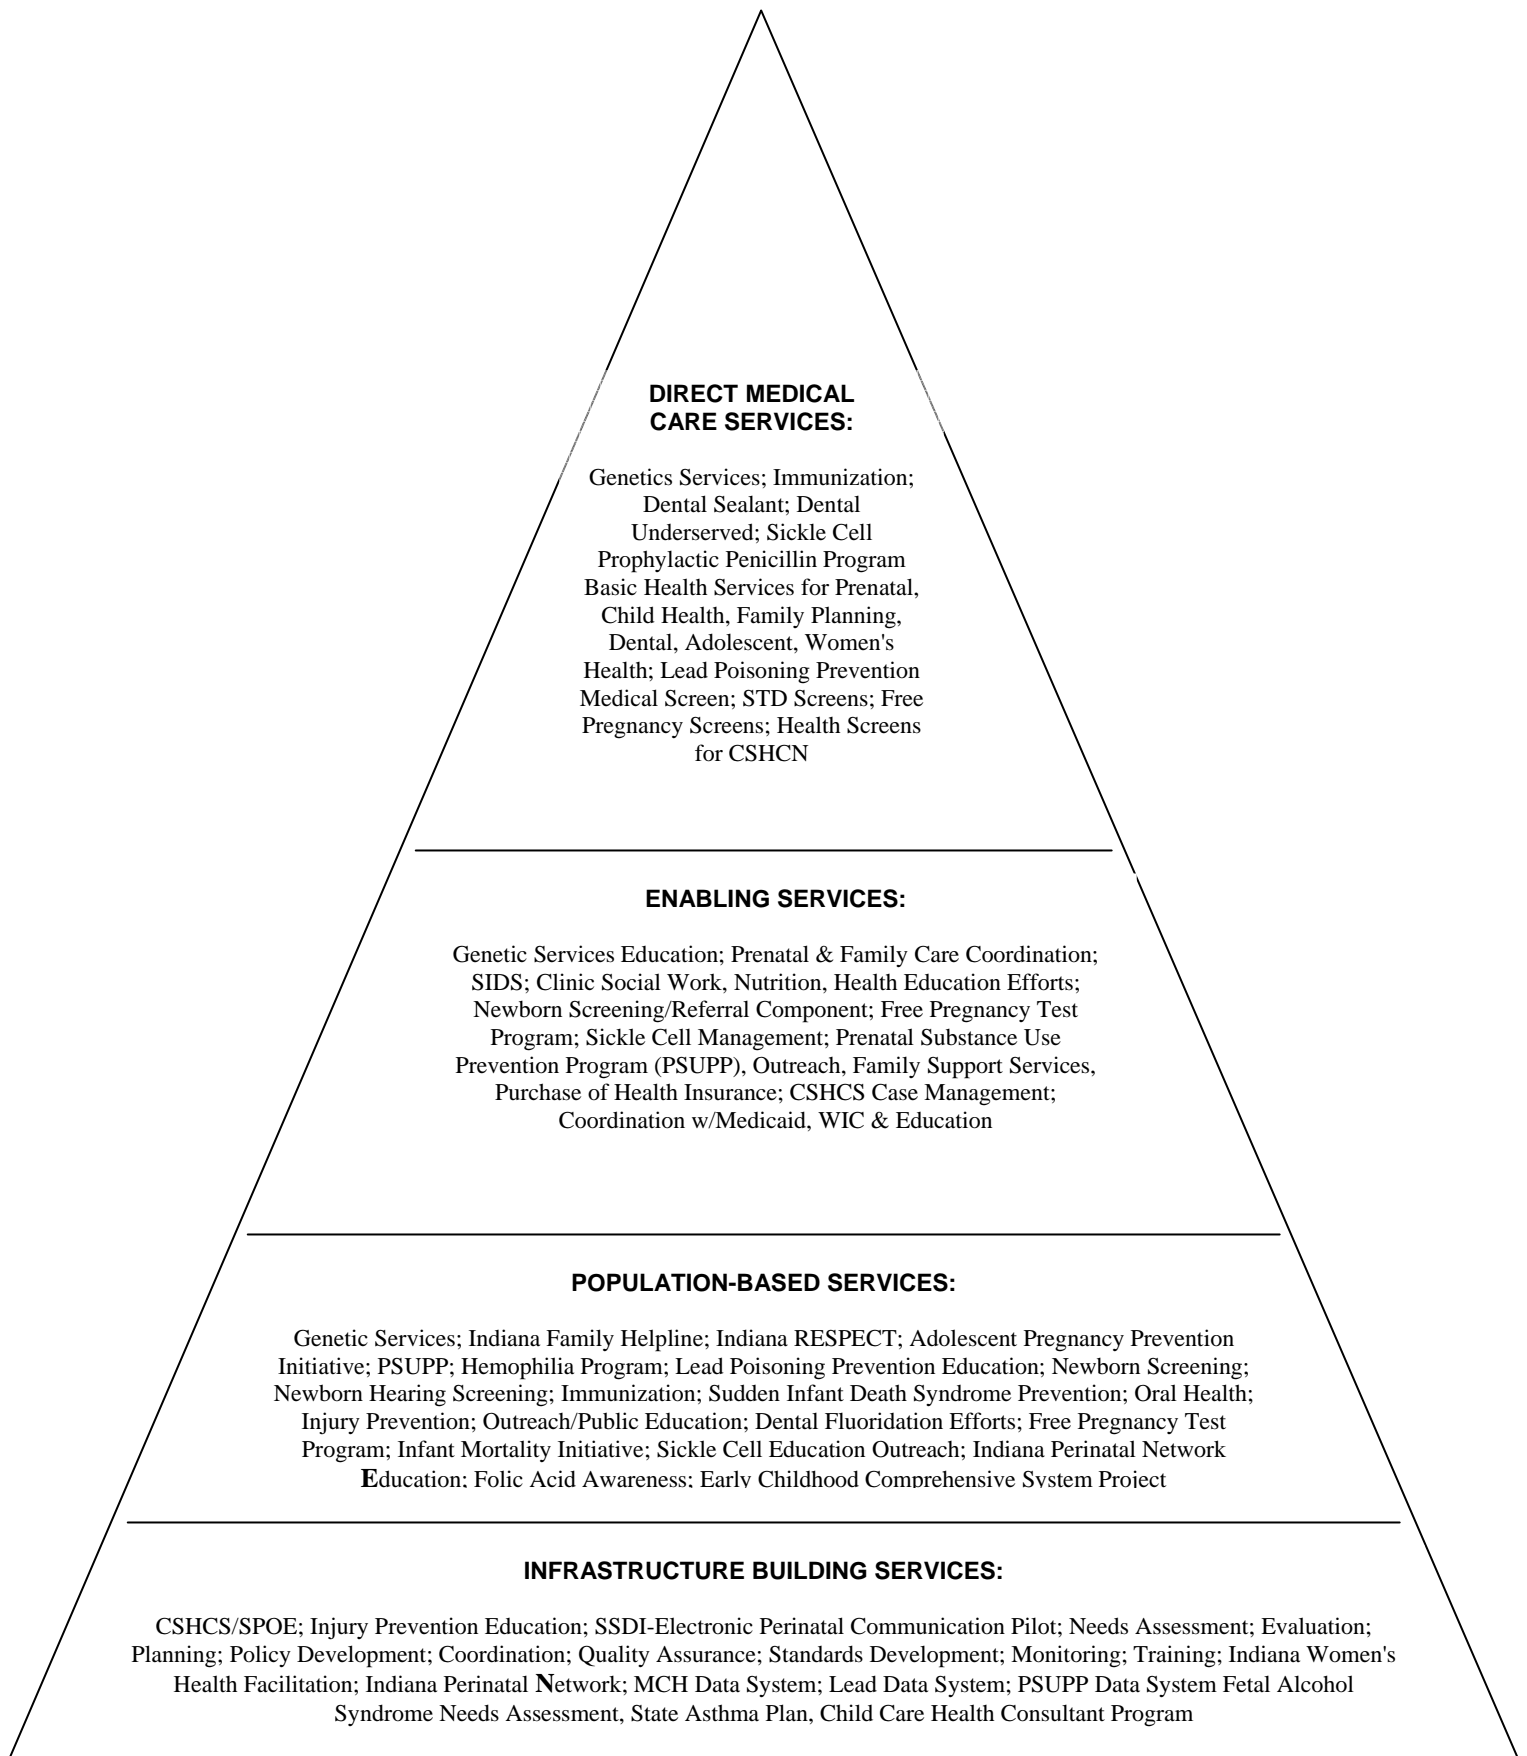 DIRECT MEDICAL
CARE SERVICES:
Genetics Services; Immunization;
Dental Sealant; Dental
Underserved; Sickle Cell
Prophylactic Penicillin Program
Basic Health Services for Prenatal,
Child Health, Family Planning,
Dental, Adolescent, Women's
Health; Lead Poisoning Prevention
Medical Screen; STD Screens; Free
Pregnancy Screens; Health Screens
for CSHCN
ENABLING SERVICES:
Genetic Services Education; Prenatal & Family Care Coordination;
SIDS; Clinic Social Work, Nutrition, Health Education Efforts;
Newborn Screening/Referral Component; Free Pregnancy Test
Program; Sickle Cell Management; Prenatal Substance Use
Prevention Program (PSUPP), Outreach, Family Support Services,
Purchase of Health Insurance; CSHCS Case Management;
Coordination w/Medicaid, WIC & Education
POPULATION-BASED SERVICES:
Genetic Services; Indiana Family Helpline; Indiana RESPECT; Adolescent Pregnancy Prevention
Initiative; PSUPP; Hemophilia Program; Lead Poisoning Prevention Education; Newborn Screening;
Newborn Hearing Screening; Immunization; Sudden Infant Death Syndrome Prevention; Oral Health;
Injury Prevention; Outreach/Public Education; Dental Fluoridation Efforts; Free Pregnancy Test
Program; Infant Mortality Initiative; Sickle Cell Education Outreach; Indiana Perinatal Network
Education; Folic Acid Awareness; Early Childhood Comprehensive System Project
INFRASTRUCTURE BUILDING SERVICES:
CSHCS/SPOE; Injury Prevention Education; SSDI-Electronic Perinatal Communication Pilot; Needs Assessment; Evaluation;
Planning; Policy Development; Coordination; Quality Assurance; Standards Development; Monitoring; Training; Indiana Women's
Health Facilitation; Indiana Perinatal Network; MCH Data System; Lead Data System; PSUPP Data System Fetal Alcohol
Syndrome Needs Assessment, State Asthma Plan, Child Care Health Consultant Program